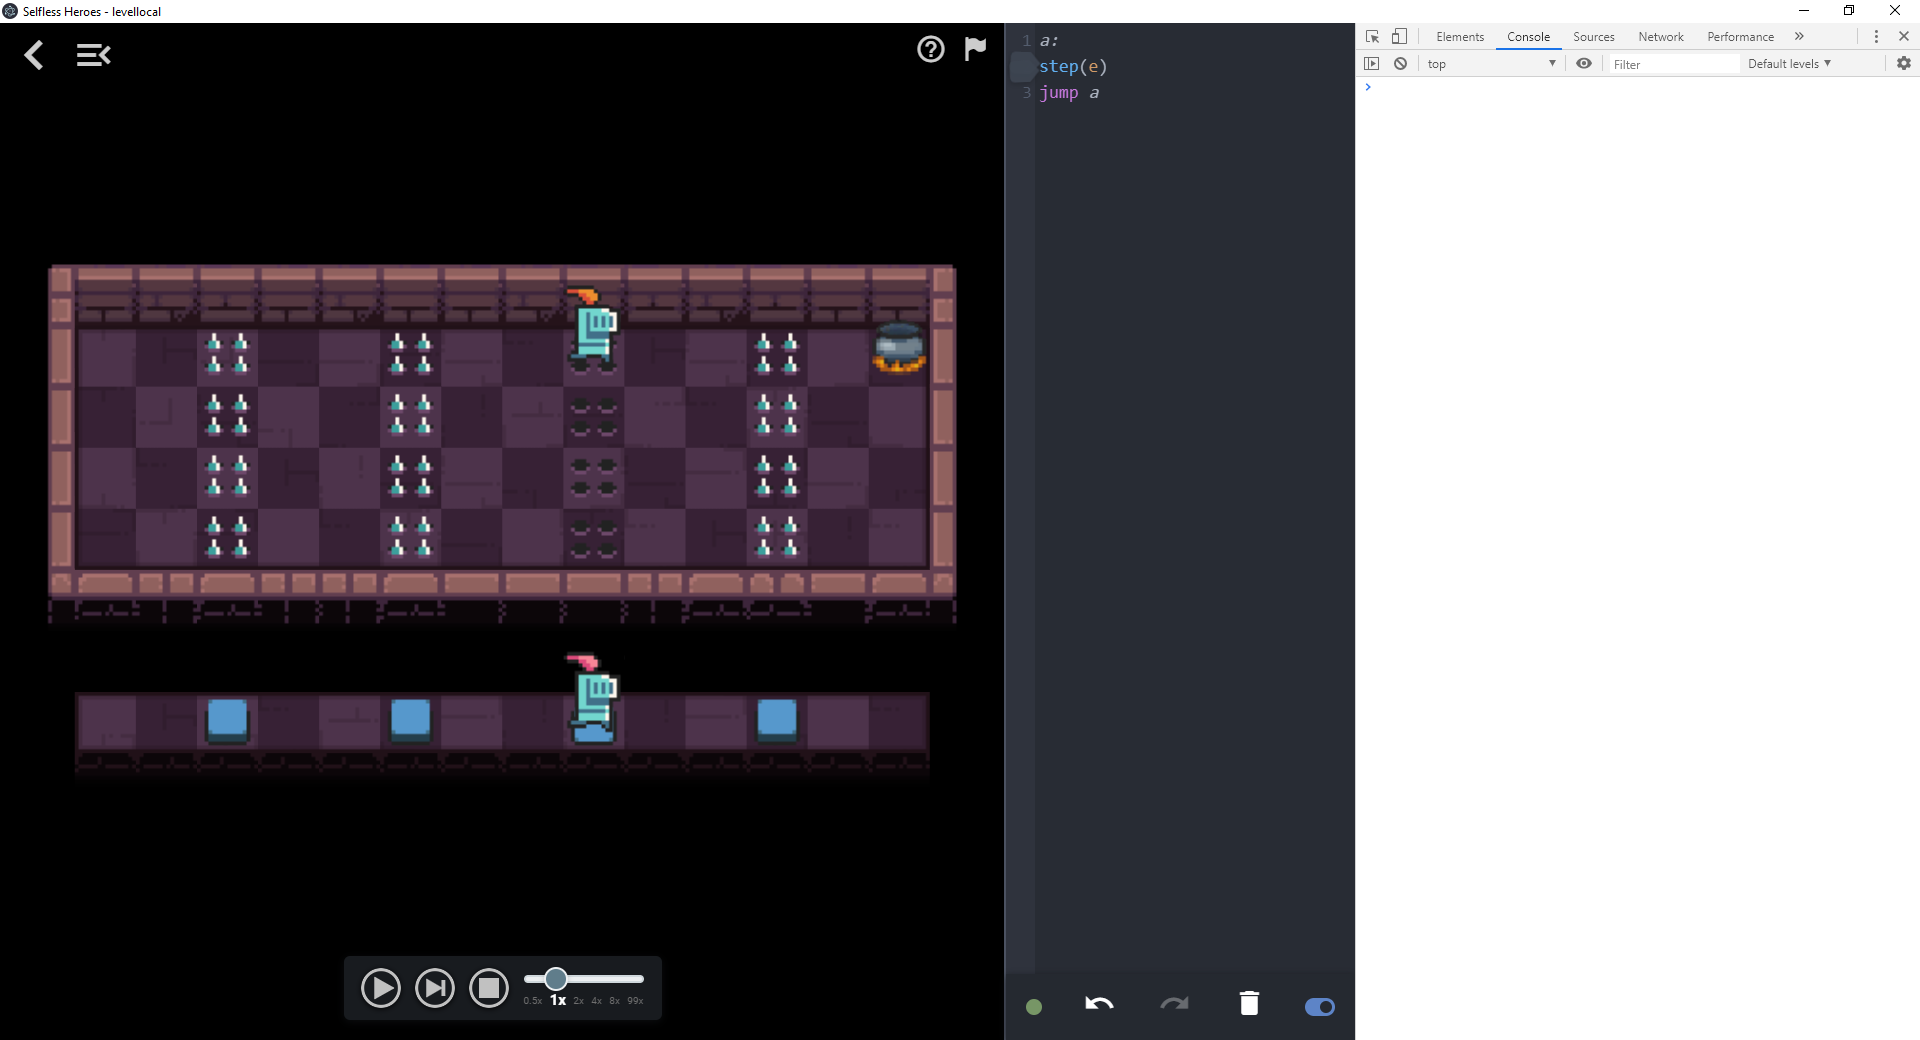 Selfless Heroes - levellocal
1 a:
step(e)
3 jump a
0.5x 1x 2x 4x 8x 99x
Elements Console Sources Network Performance »
top Filter Default levels